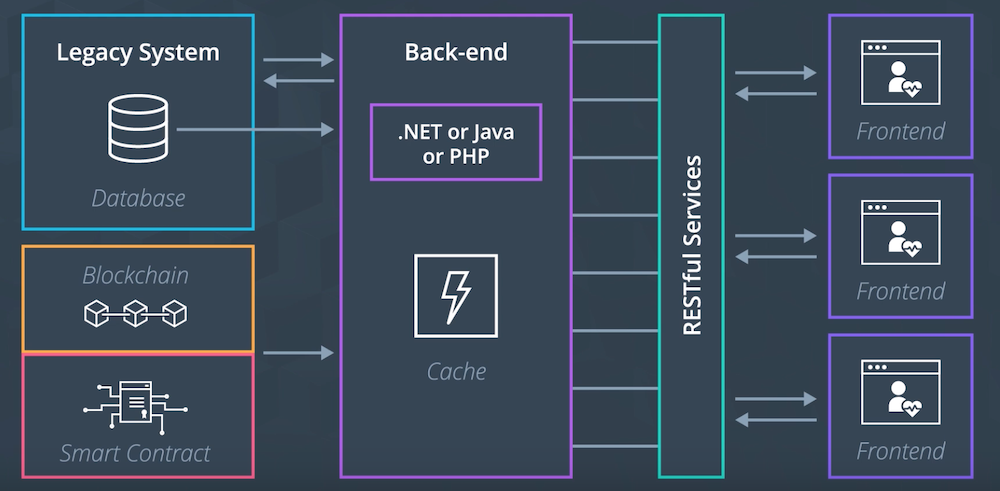 Legacy System
Database
Blockchain
Smart Contract
Back-end
.NET or Java
or PHP
Cache
RESTful Services
Frontend
Frontend
Frontend